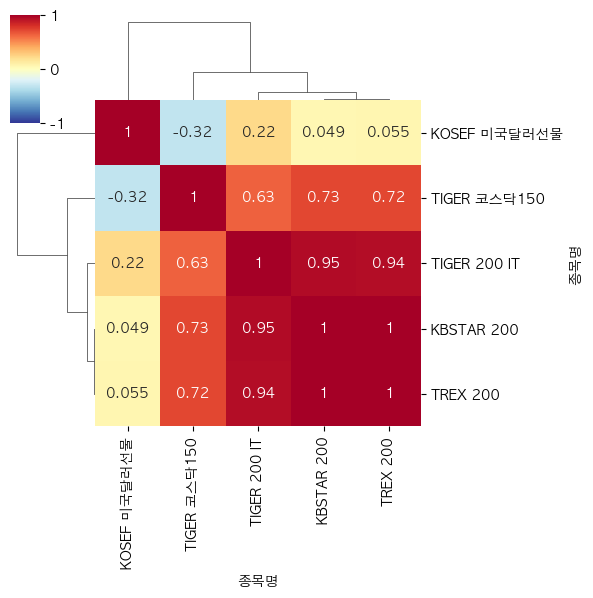 1
0
-1
1 -0.32 0.22 0.049 0.055 KOSEF 미국달러선물
-0.32 1 0.63 0.73 0.72 TIGER 코스닥150
0.22 0.63 1 0.95 0.94 TIGER 200 IT
0.049 0.73 0.95 1 1 KBSTAR 200
0.055 0.72 0.94 1 1 TREX 200
종목명
KOSEF 미국달러선물
TIGER 코스닥150
TIGER 200 IT
KBSTAR 200
TREX 200
종목명